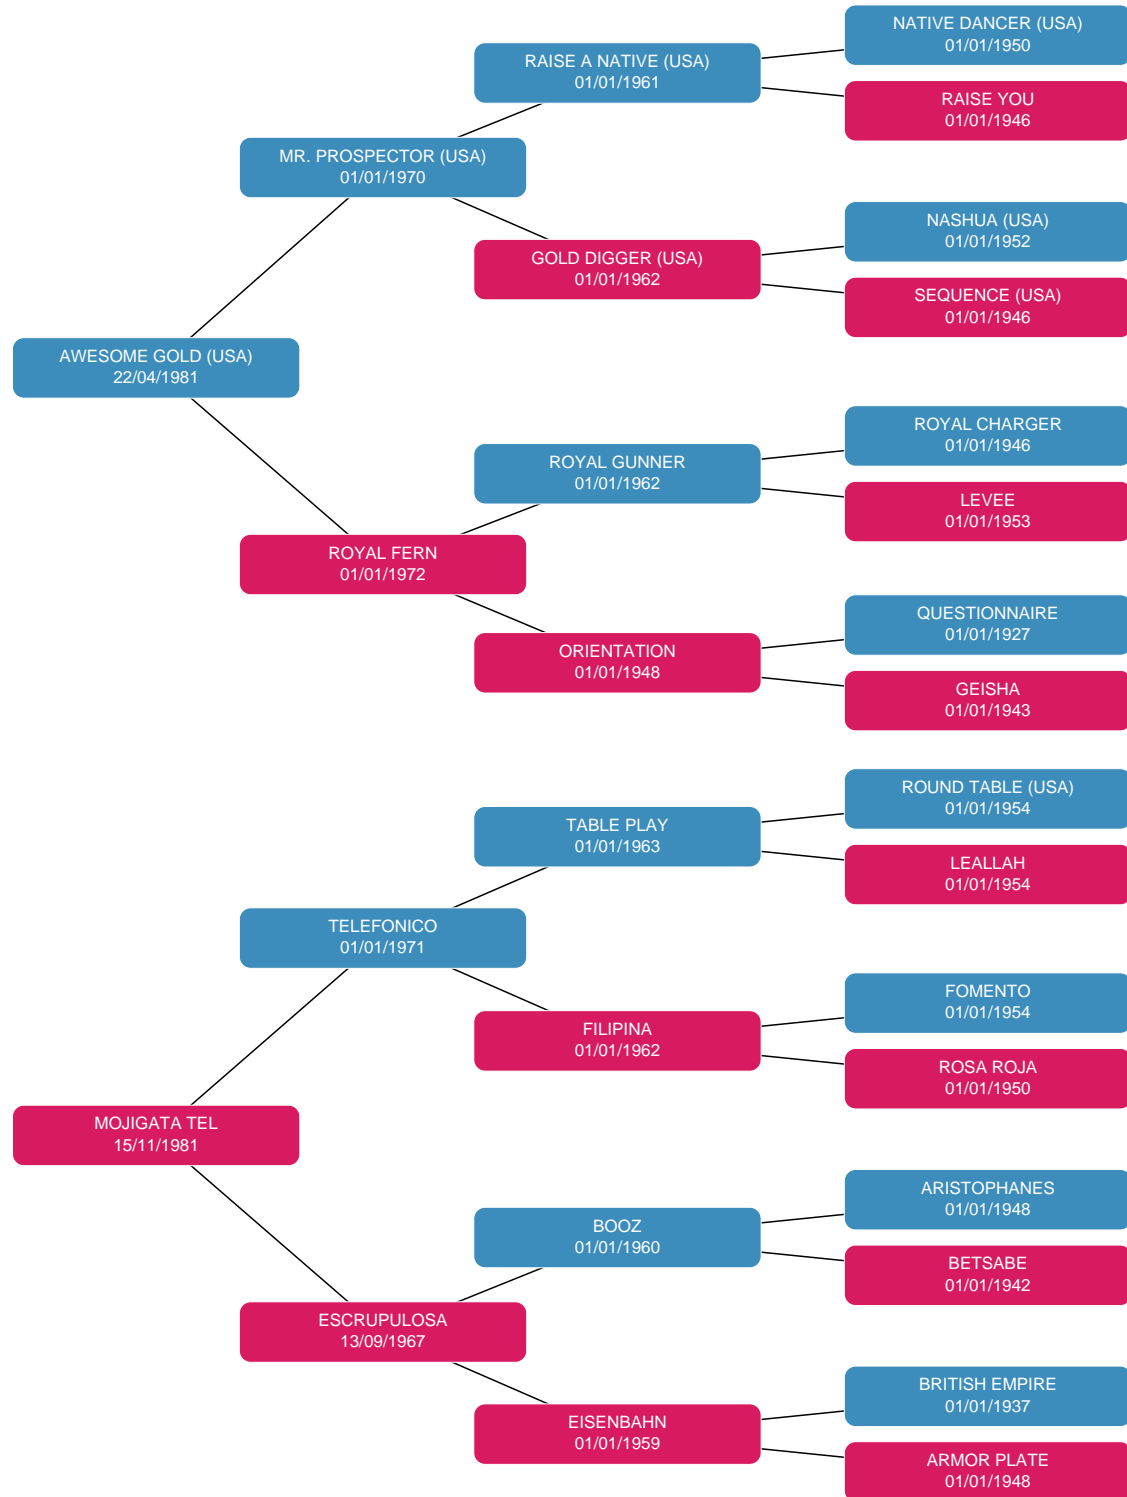 NATIVE DANCER (USA)
01/01/1950
RAISE A NATIVE (USA)
01/01/1961
RAISE YOU
01/01/1946
MR. PROSPECTOR (USA)
01/01/1970
NASHUA (USA)
01/01/1952
GOLD DIGGER (USA)
01/01/1962
SEQUENCE (USA)
01/01/1946
AWESOME GOLD (USA)
22/04/1981
ROYAL CHARGER
01/01/1946
ROYAL GUNNER
01/01/1962
LEVEE
01/01/1953
ROYAL FERN
01/01/1972
QUESTIONNAIRE
01/01/1927
ORIENTATION
01/01/1948
GEISHA
01/01/1943
ROUND TABLE (USA)
01/01/1954
TABLE PLAY
01/01/1963
LEALLAH
01/01/1954
TELEFONICO
01/01/1971
FOMENTO
01/01/1954
FILIPINA
01/01/1962
ROSA ROJA
01/01/1950
MOJIGATA TEL
15/11/1981
ARISTOPHANES
01/01/1948
BOOZ
01/01/1960
BETSABE
01/01/1942
ESCRUPULOSA
13/09/1967
BRITISH EMPIRE
01/01/1937
EISENBAHN
01/01/1959
ARMOR PLATE
01/01/1948